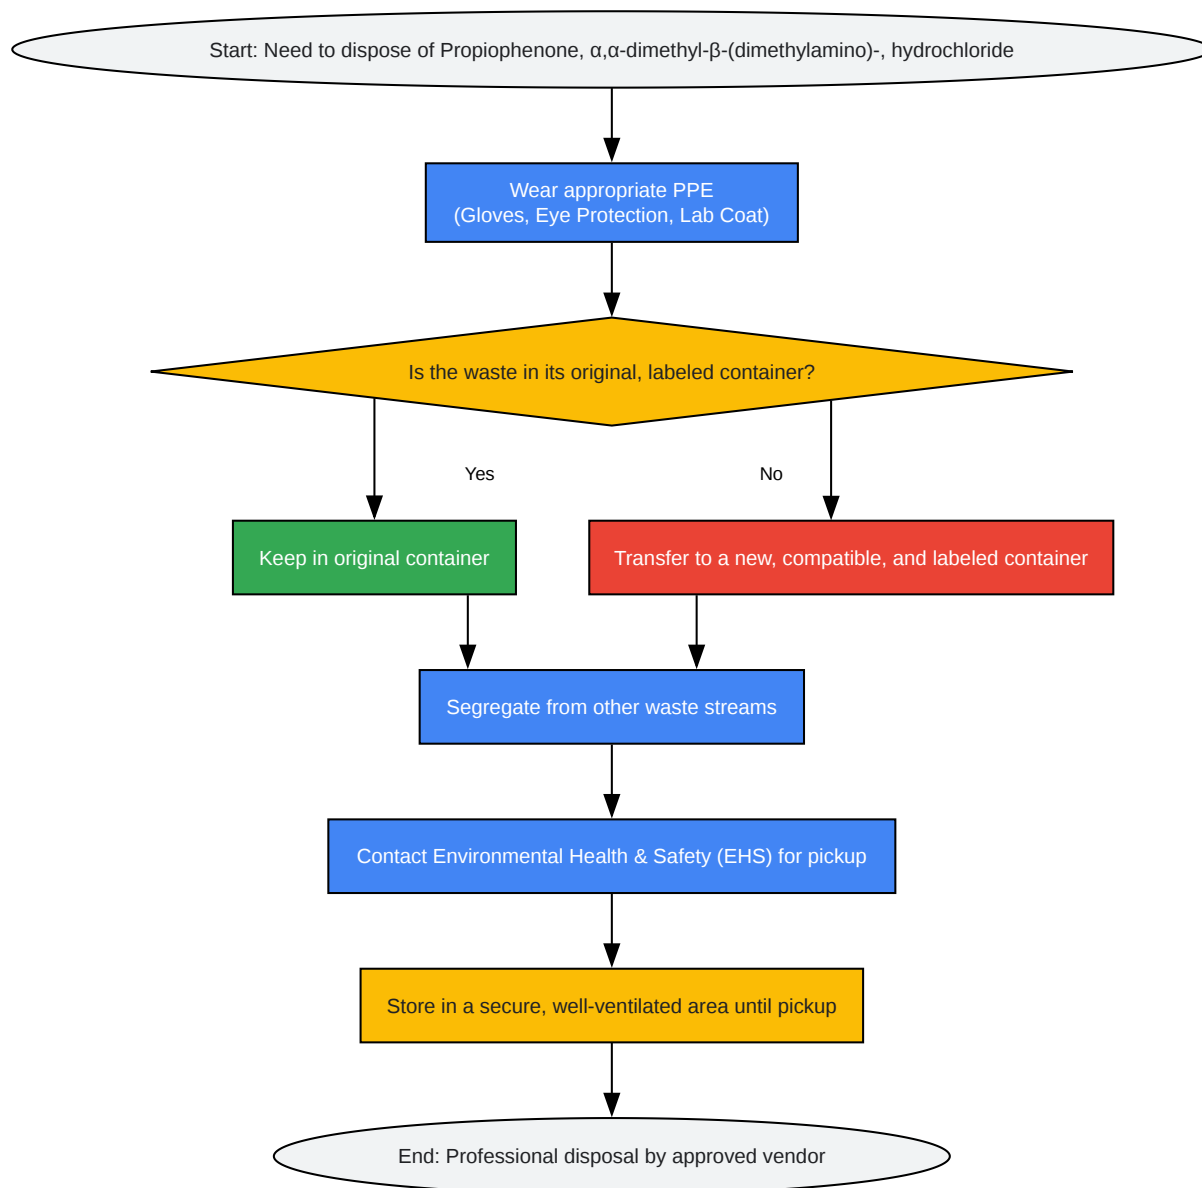 Start: Need to dispose of Propiophenone, α,α-dimethyl-β-(dimethylamino)-, hydrochloride
Wear appropriate PPE
(Gloves, Eye Protection, Lab Coat)
Is the waste in its original, labeled container?
Yes
No
Keep in original container
Transfer to a new, compatible, and labeled container
Segregate from other waste streams
Contact Environmental Health & Safety (EHS) for pickup
Store in a secure, well-ventilated area until pickup
End: Professional disposal by approved vendor